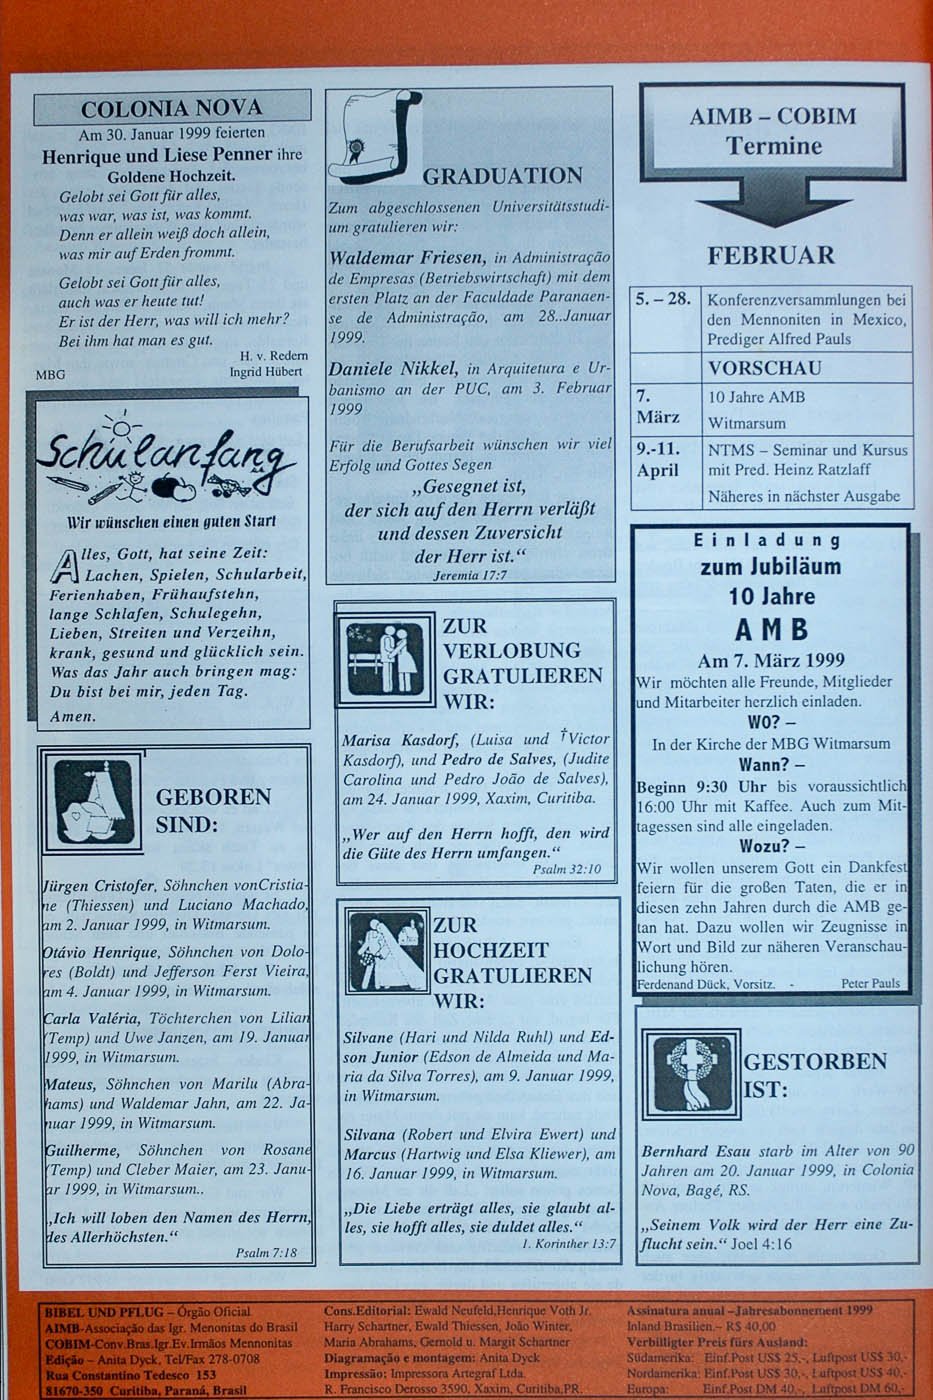 COLONIA NOVA
Am 30. Januar 1999 feierten
Henrique und Liese Penner ihre
Goldene Hochzeit.
Gelobt sei Gott für alles,
was war, was ist, was kommt.
Denn er allein weiß doch allein,
was mir auf Erden frommt.
Gelobt sei Gott für alles,
auch was er heute tut!
Er ist der Herr, was will ich mehr?
Bei ihm hat man es gut.
H. v. Redern
MBG Ingrid Hübert
Schulanfang
Wir wünschen einen guten Start
Alles, Gott, hat seine Zeit:
Lachen, Spielen, Schularbeit,
Ferienhaben, Frühaufstehn,
lange Schlafen, Schulegehn,
Lieben, Streiten und Verzeihn,
krank, gesund und glücklich sein.
Was das Jahr auch bringen mag:
Du bist bei mir, jeden Tag.
Amen.
GEBOREN
SIND:
Jürgen Cristofer, Söhnchen vonCristia-
ne (Thiessen) und Luciano Machado,
am 2. Januar 1999, in Witmarsum.
Otávio Henrique, Söhnchen von Dolo-
res (Boldt) und Jefferson Ferst Vieira,
am 4. Januar 1999, in Witmarsum.
Carla Valéria, Töchterchen von Lilian
(Temp) und Uwe Janzen, am 19. Januar
1999, in Witmarsum.
Mateus, Söhnchen von Marilu (Abra-
hams) und Waldemar Jahn, am 22. Ja-
nuar 1999, in Witmarsum.
Guilherme, Söhnchen von Rosane
(Temp) und Cleber Maier, am 23. Janu-
ar 1999, in Witmarsum..
„Ich will loben den Namen des Herrn,
des Allerhöchsten.“
Psalm 7:18
GRADUATION
Zum abgeschlossenen Universitätsstudi-
um gratulieren wir:
Waldemar Friesen, in Administração
de Empresas (Betriebswirtschaft) mit dem
ersten Platz an der Faculdade Paranaen-
se de Administração, am 28..Januar
1999.
Daniele Nikkel, in Arquitetura e Ur-
banismo an der PUC, am 3. Februar
1999
Für die Berufsarbeit wünschen wir viel
Erfolg und Gottes Segen
„Gesegnet ist,
der sich auf den Herrn verläßt
und dessen Zuversicht
der Herr ist.“
Jeremia 17:7
ZUR
VERLOBUNG
GRATULIEREN
WIR:
Marisa Kasdorf, (Luisa und †Victor
Kasdorf), und Pedro de Salves, (Judite
Carolina und Pedro João de Salves),
am 24. Januar 1999, Xaxim, Curitiba.
„Wer auf den Herrn hofft, den wird
die Güte des Herrn umfangen.“
Psalm 32:10
ZUR
HOCHZEIT
GRATULIEREN
WIR:
Silvane (Hari und Nilda Ruhl) und Ed-
son Junior (Edson de Almeida und Ma-
ria da Silva Torres), am 9. Januar 1999,
in Witmarsum.
Silvana (Robert und Elvira Ewert) und
Marcus (Hartwig und Elsa Kliewer), am
16. Januar 1999, in Witmarsum.
„Die Liebe erträgt alles, sie glaubt al-
les, sie hofft alles, sie duldet alles.“
1. Korinther 13:7
AIMB – COBIM
Termine
FEBRUAR
5. – 28. Konferenzversammlungen bei
den Mennoniten in Mexico,
Prediger Alfred Pauls
VORSCHAU
7. 10 Jahre AMB
März Witmarsum
9.-11. NTMS – Seminar und Kursus
April mit Pred. Heinz Ratzlaff
Näheres in nächster Ausgabe
Einladung
zum Jubiläum
10 Jahre
AMB
Am 7. März 1999
Wir möchten alle Freunde, Mitglieder
und Mitarbeiter herzlich einladen.
WO? –
In der Kirche der MBG Witmarsum
Wann? –
Beginn 9:30 Uhr bis voraussichtlich
16:00 Uhr mit Kaffee. Auch zum Mit-
tagessen sind alle eingeladen.
Wozu? –
Wir wollen unserem Gott ein Dankfest
feiern für die großen Taten, die er in
diesen zehn Jahren durch die AMB ge-
tan hat. Dazu wollen wir Zeugnisse in
Wort und Bild zur näheren Veranschau-
lichung hören.
Ferdenand Dück, Vorsitz. - Peter Pauls
GESTORBEN
IST:
Bernhard Esau starb im Alter von 90
Jahren am 20. Januar 1999, in Colonia
Nova, Bagé, RS.
„Seinem Volk wird der Herr eine Zu-
flucht sein.“ Joel 4:16
BIBEL UND PFLUG – Órgão Oficial
AIMB-Associação das Igr. Menonitas do Brasil
COBIM-Conv.Bras.Igr.Ev.Irmãos Mennonitas
Edição – Anita Dyck, Tel/Fax 278-0708
Rua Constantino Tedesco 153
81670-350 Curitiba, Paraná, Brasil
Cons.Editorial: Ewald Neufeld,Henrique Voth Jr.
Harry Schartner, Ewald Thiessen, João Winter,
Maria Abrahams, Gernold u. Margit Schartner
Diagramação e montagem: Anita Dyck
Impressão: Impressora Artegraf Ltda.
R. Francisco Derosso 3590, Xaxim, Curitiba,PR.
Assinatura anual –Jahresabonnement 1999
Inland Brasilien.– R$ 40,00
Verbilligter Preis fürs Ausland:
Südamerika: Einf.Post US$ 25,-, Luftpost US$ 30,-
Nordamerika: Einf.Post US$ 30,-, Luftpost US$ 40,-
Europa: Einf.Post DM 40,-, Luftpost DM 60,-